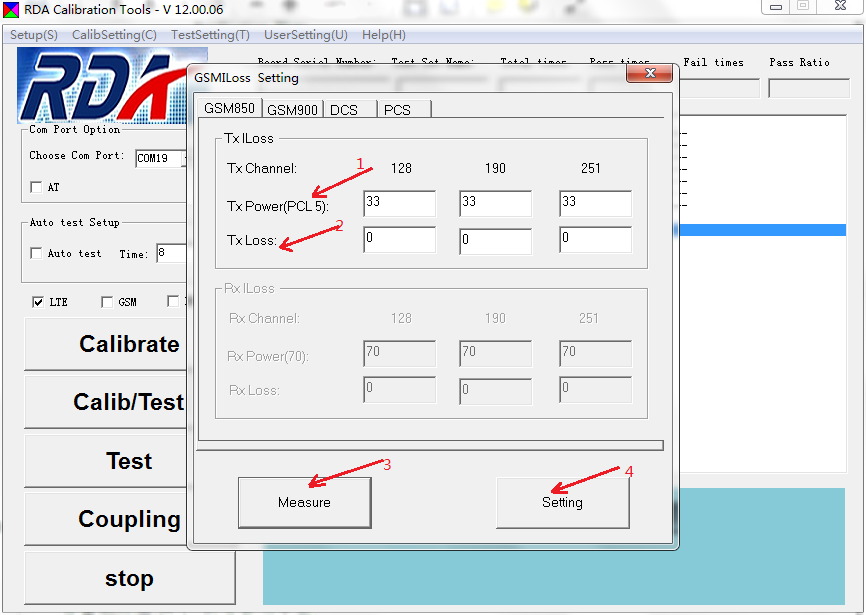 RDA Calibration Tools - V 12.00.06
Setup(S) CalibSetting(C) TestSetting(T) UserSetting(U) Help(H)
RDA
Board Serial Number: Test Set Name: Total times Pass times Fail times Pass Ratio
Com Port Option
Choose Com Port: COM19
AT
Auto test Setup
Auto test Time: 8
LTE GSM
Calibrate
Calib/Test
Test
Coupling
stop
GSMILoss Setting
GSM850 GSM900 DCS PCS
Tx ILoss
Tx Channel: 128 190 251
1
Tx Power(PCL 5): 33 33 33
2
Tx Loss: 0 0 0
Rx ILoss
Rx Channel: 128 190 251
Rx Power(70): 70 70 70
Rx Loss: 0 0 0
3 4
Measure Setting